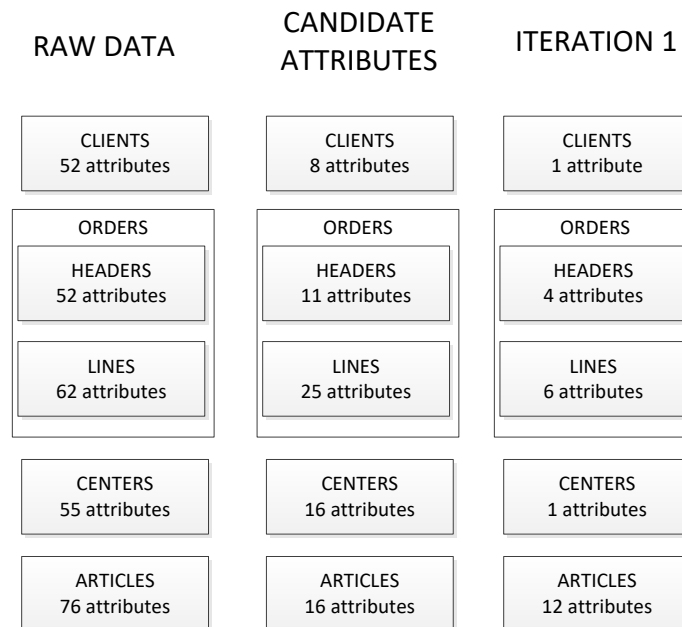 RAW DATA
CANDIDATE
ATTRIBUTES
ITERATION 1
CLIENTS
52 attributes
CLIENTS
8 attributes
CLIENTS
1 attribute
ORDERS
HEADERS
52 attributes
LINES
62 attributes
ORDERS
HEADERS
11 attributes
LINES
25 attributes
ORDERS
HEADERS
4 attributes
LINES
6 attributes
CENTERS
55 attributes
CENTERS
16 attributes
CENTERS
1 attributes
ARTICLES
76 attributes
ARTICLES
16 attributes
ARTICLES
12 attributes